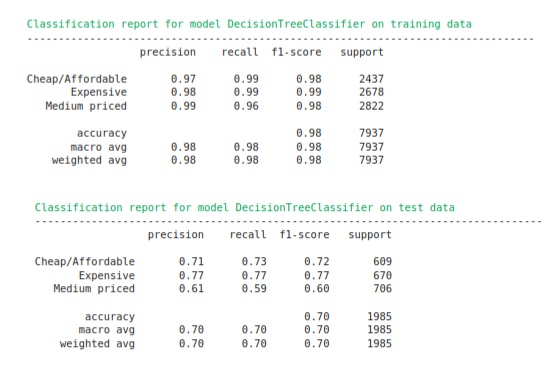 Classification report for model DecisionTreeClassifier on training data
--------------------------------------------------------------------------------
precision recall f1-score support
Cheap/Affordable 0.97 0.99 0.98 2437
Expensive 0.98 0.99 0.99 2678
Medium priced 0.99 0.96 0.98 2822
accuracy 0.98 7937
macro avg 0.98 0.98 0.98 7937
weighted avg 0.98 0.98 0.98 7937
Classification report for model DecisionTreeClassifier on test data
--------------------------------------------------------------------------------
precision recall f1-score support
Cheap/Affordable 0.71 0.73 0.72 609
Expensive 0.77 0.77 0.77 670
Medium priced 0.61 0.59 0.60 706
accuracy 0.70 1985
macro avg 0.70 0.70 0.70 1985
weighted avg 0.70 0.70 0.70 1985